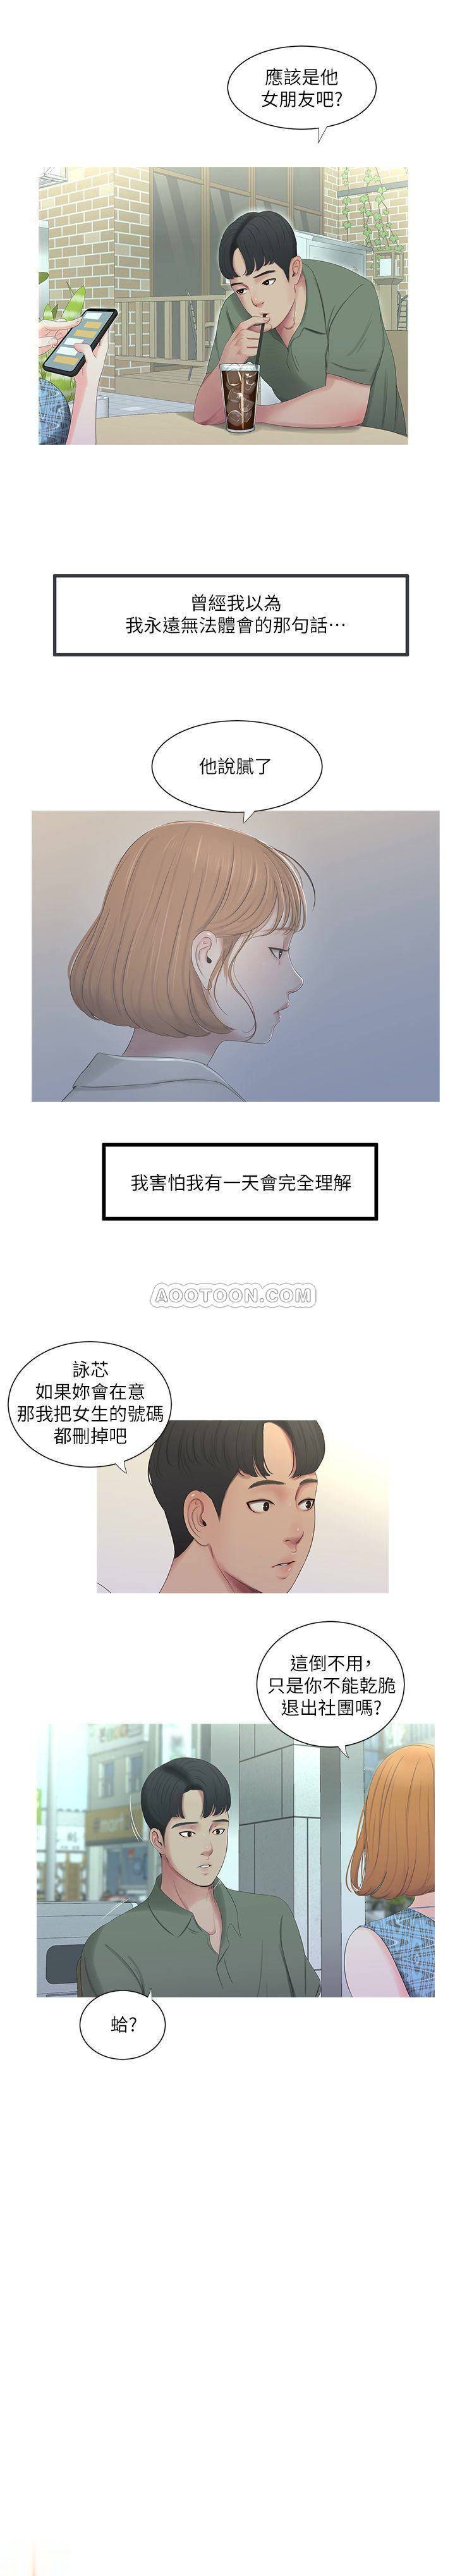 應該是他
女朋友吧?
曾經我以為
我永遠無法體會的那句話⋯
他說膩了
我害怕我有一天會完全理解
AOOTOON.COM
詠芯
如果妳會在意
那我把女生的號碼
都刪掉吧
這倒不用,
只是你不能乾脆
退出社團嗎?
蛤?